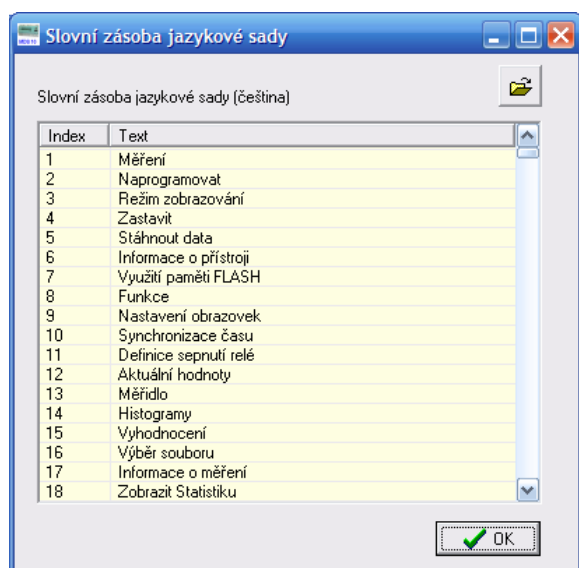 Slovní zásoba jazykové sady
Slovní zásoba jazykové sady (čeština)
Index Text
1 Měření
2 Naprogramovat
3 Režim zobrazování
4 Zastavit
5 Stáhnout data
6 Informace o přístroji
7 Využití paměti FLASH
8 Funkce
9 Nastavení obrazovek
10 Synchronizace času
11 Definice sepnutí relé
12 Aktuální hodnoty
13 Měřidlo
14 Histogramy
15 Vyhodnocení
16 Výběr souboru
17 Informace o měření
18 Zobrazit Statistiku
OK